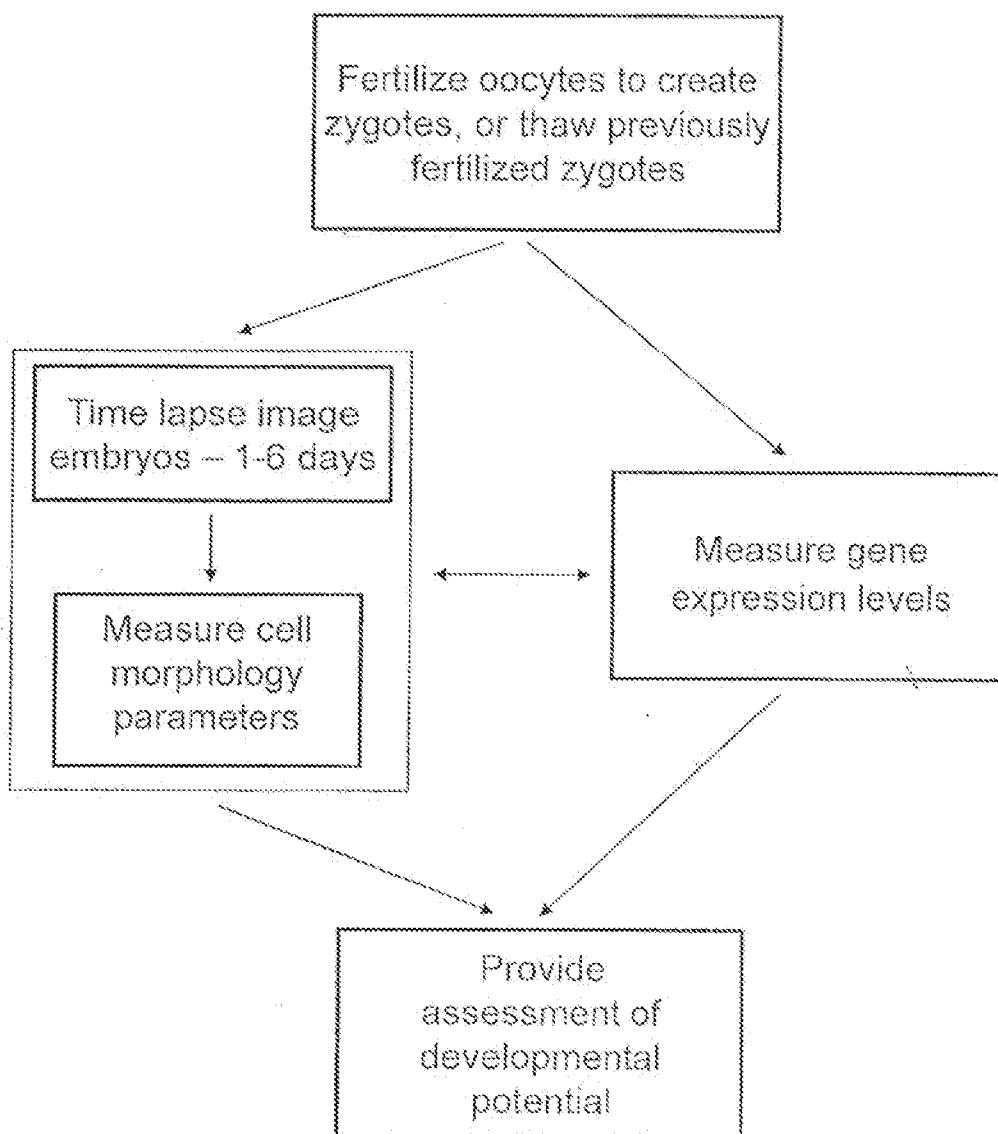 Fertilize oocytes to create
zygotes, or thaw previously
fertilized zygotes
Time lapse image
embryos – 1-6 days
Measure cell
morphology
parameters
Measure gene
expression levels
Provide
assessment of
developmental
potential